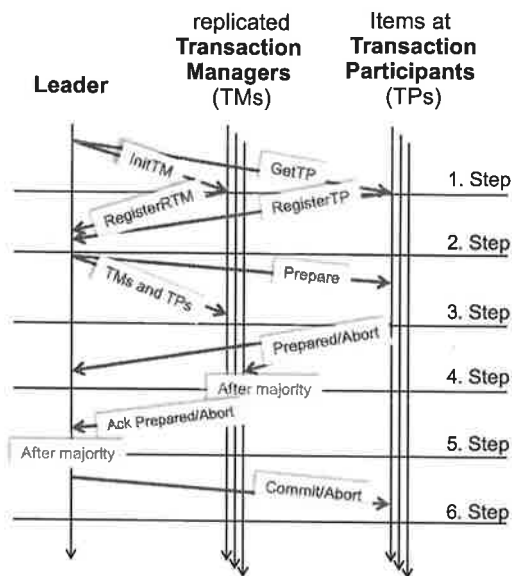 replicated
Transaction
Managers
(TMs)
Items at
Transaction
Participants
(TPs)
Leader
InitTM
GetTP
1. Step
RegisterRTM
RegisterTP
2. Step
TMs and TPs
Prepare
3. Step
Prepared/Abort
4. Step
After majority
Ack Prepared/Abort
After majority
5. Step
Commit/Abort
6. Step